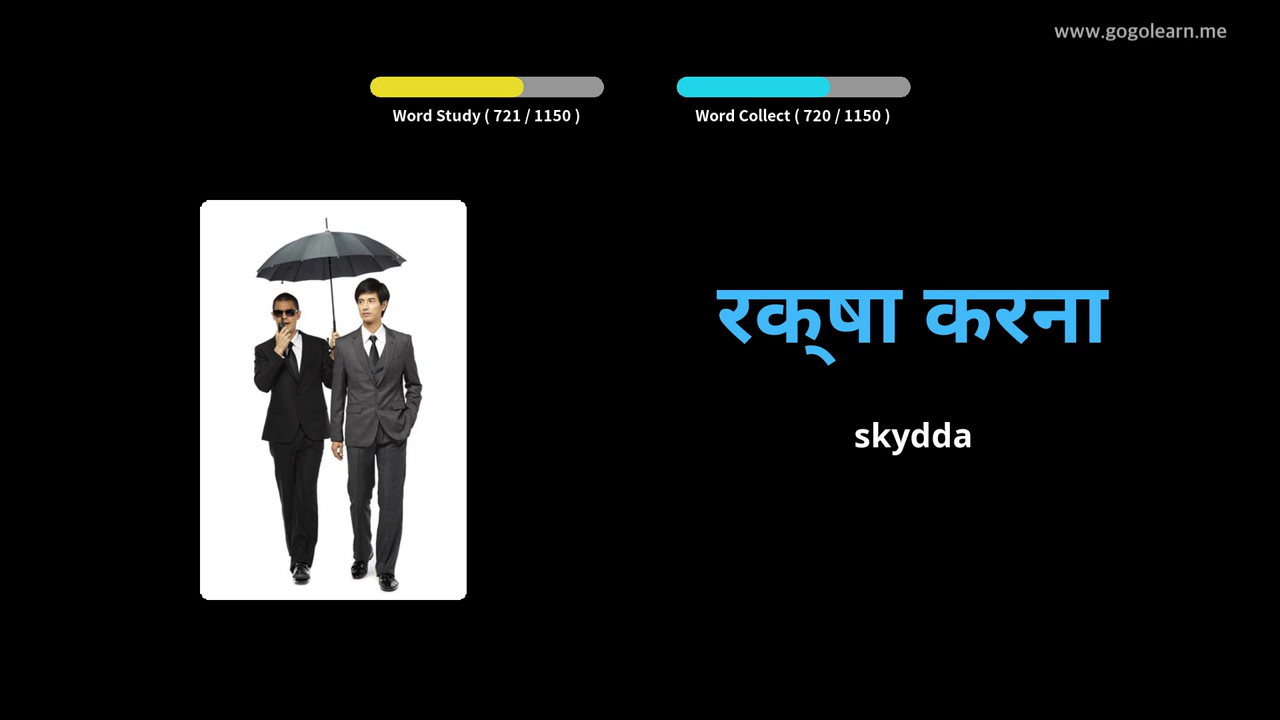 www.gogolearn.me
Word Study ( 721 / 1150 )
Word Collect ( 720 / 1150 )
रक्षा करना
skydda